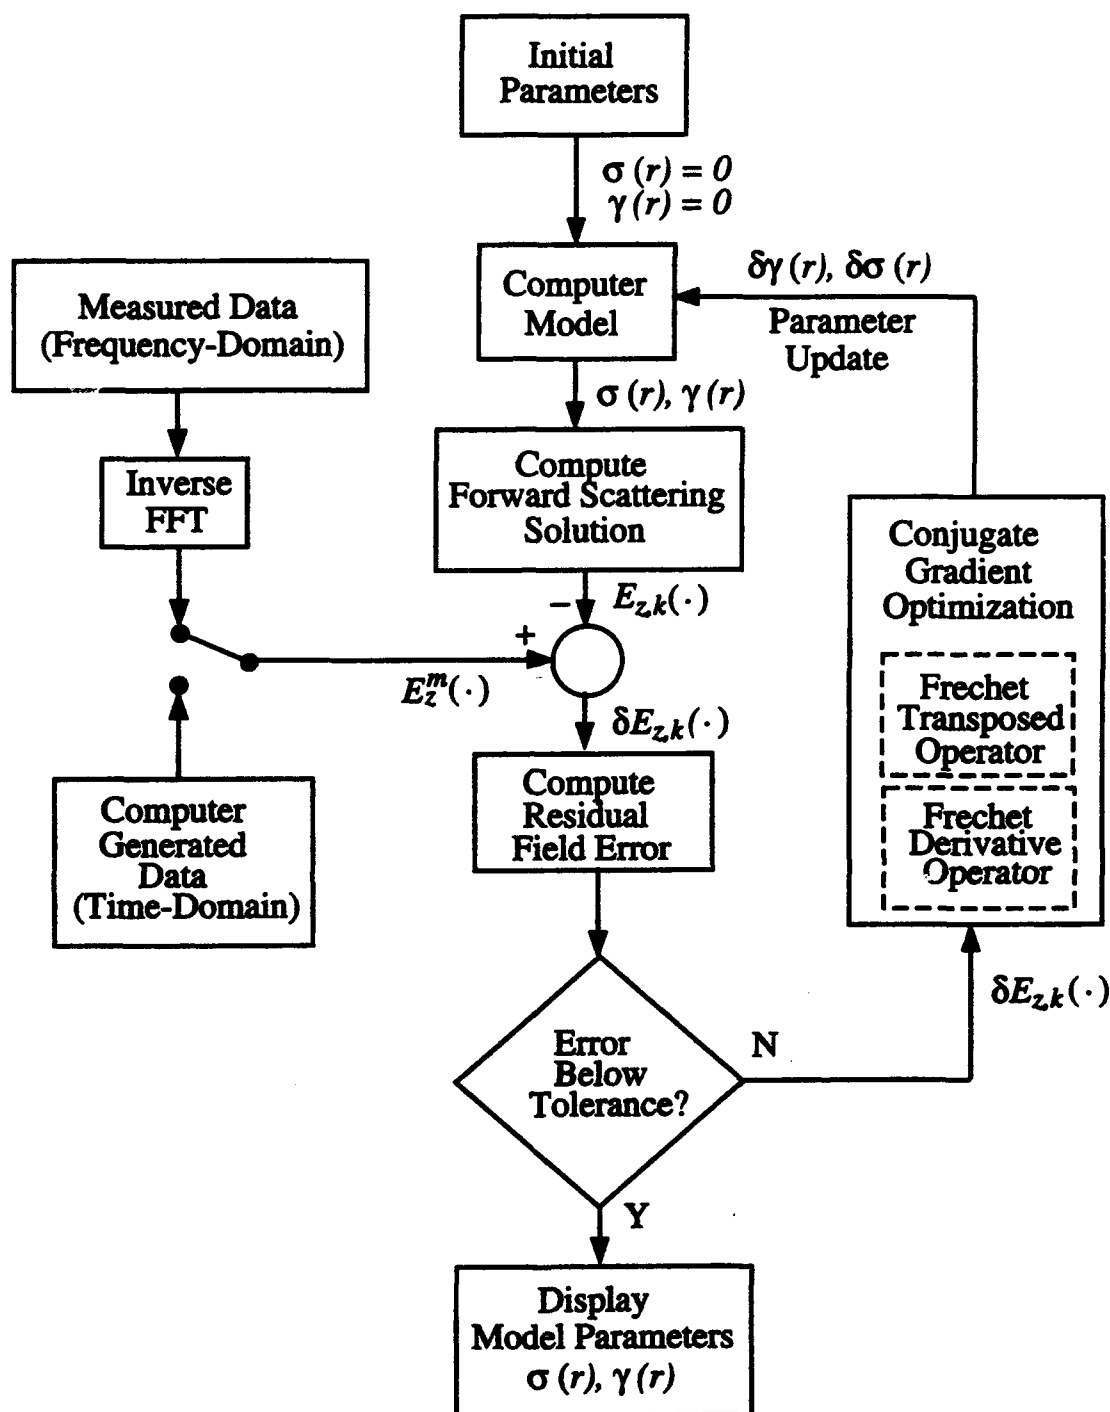 Initial
Parameters
σ (r) = 0
γ (r) = 0
Computer
Model
δγ (r), δσ (r)
Parameter
Update
Measured Data
(Frequency-Domain)
σ (r), γ (r)
Inverse
FFT
Compute
Forward Scattering
Solution
Conjugate
Gradient
Optimization
− E_{z,k}(·)
+
E_z^m(·)
Frechet
Transposed
Operator
δE_{z,k}(·)
Computer
Generated
Data
(Time-Domain)
Compute
Residual
Field Error
Frechet
Derivative
Operator
δE_{z,k}(·)
Error
Below
Tolerance?
N
Y
Display
Model Parameters
σ (r), γ (r)